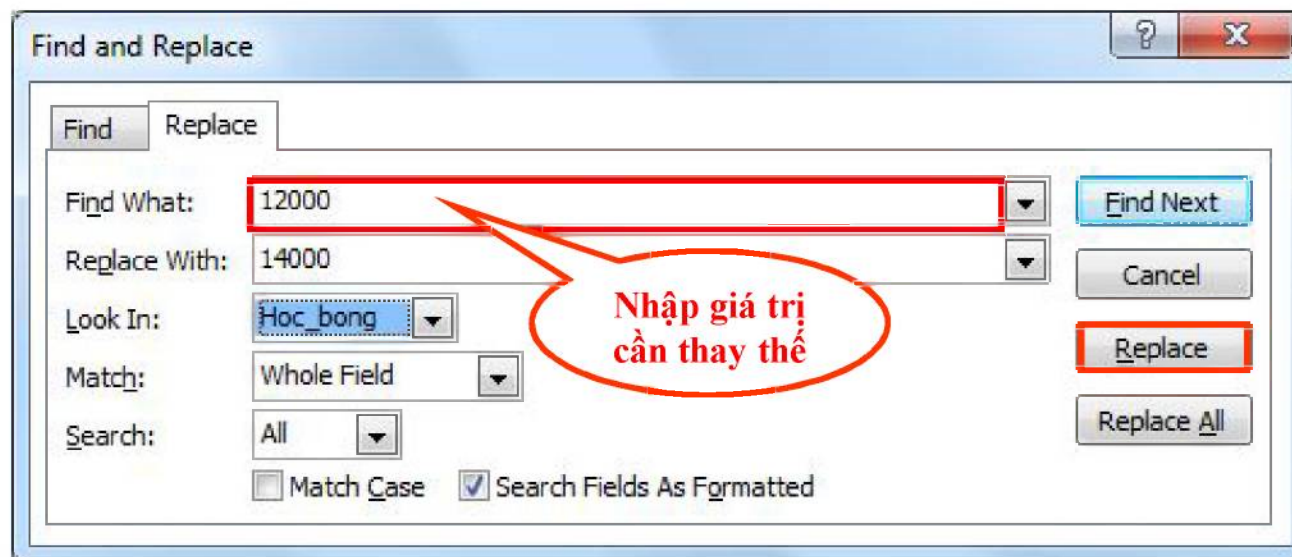 Find and Replace
Find
Replace
Find What:
12000
Find Next
Replace With:
14000
Cancel
Look In:
Hoc_bong
Nhập giá trị
cần thay thế
Replace
Match:
Whole Field
Replace All
Search:
All
Match Case
Search Fields As Formatted